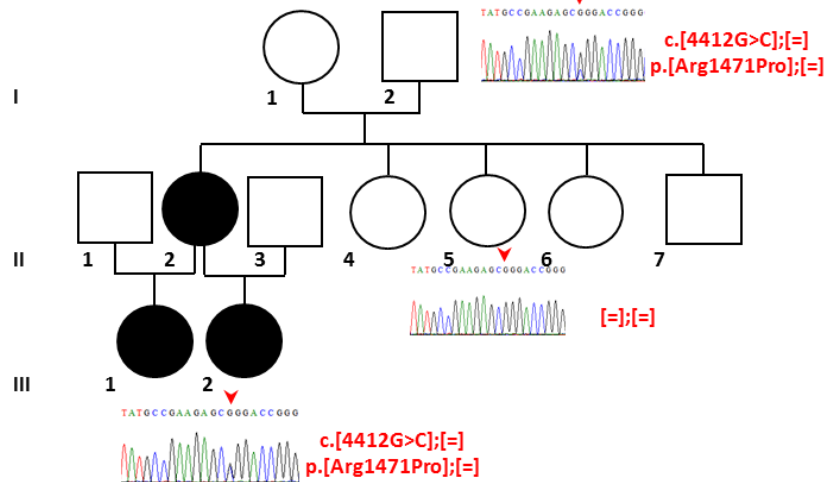 TATGCCGAAGAGCGGGACCGGG
c.[4412G>C];[=]
p.[Arg1471Pro];[=]
1 2
I
1 2 3 4 5 6 7
II
TATGCCGAAGAGCGGGACCGGG
[=];[=]
1 2
III
TATGCCGAAGAGCGGGACCGGG
c.[4412G>C];[=]
p.[Arg1471Pro];[=]